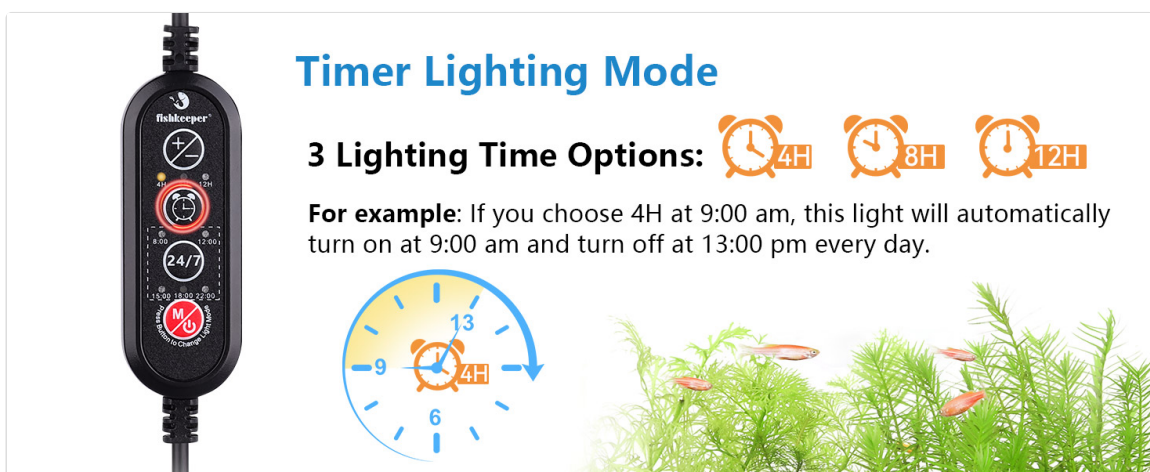 Timer Lighting Mode
3 Lighting Time Options: 4H 8H 12H
For example: If you choose 4H at 9:00 am, this light will automatically
turn on at 9:00 am and turn off at 13:00 pm every day.
fishkeeper®
+ −
4H 12H
8:00 12:00
24/7
15:00 18:00 22:00
M
Press Button to Change Light Mode
13
9
4H
6